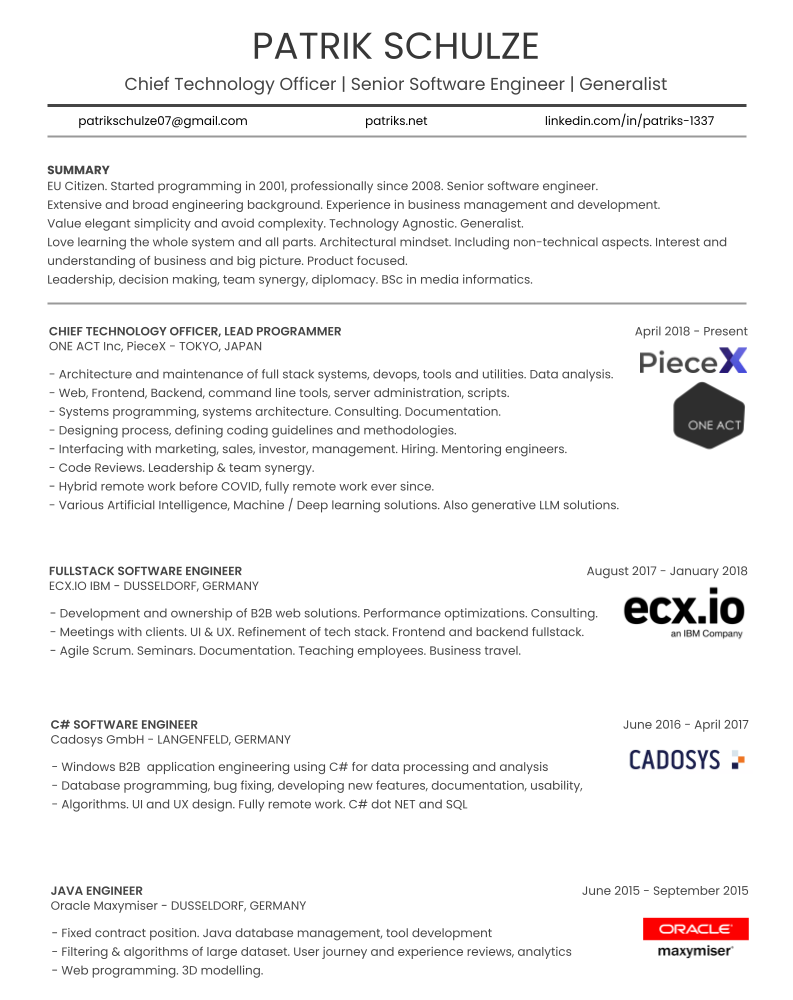 PATRIK SCHULZE
Chief Technology Officer | Senior Software Engineer | Generalist
patrikschulze07@gmail.com patriks.net linkedin.com/in/patriks-1337
SUMMARY
EU Citizen. Started programming in 2001, professionally since 2008. Senior software engineer.
Extensive and broad engineering background. Experience in business management and development.
Value elegant simplicity and avoid complexity. Technology Agnostic. Generalist.
Love learning the whole system and all parts. Architectural mindset. Including non-technical aspects. Interest and
understanding of business and big picture. Product focused.
Leadership, decision making, team synergy, diplomacy. BSc in media informatics.
CHIEF TECHNOLOGY OFFICER, LEAD PROGRAMMER April 2018 - Present
ONE ACT Inc, PieceX - TOKYO, JAPAN
PieceX
- Architecture and maintenance of full stack systems, devops, tools and utilities. Data analysis.
- Web, Frontend, Backend, command line tools, server administration, scripts.
- Systems programming, systems architecture. Consulting. Documentation.
ONE ACT
- Designing process, defining coding guidelines and methodologies.
- Interfacing with marketing, sales, investor, management. Hiring. Mentoring engineers.
- Code Reviews. Leadership & team synergy.
- Hybrid remote work before COVID, fully remote work ever since.
- Various Artificial Intelligence, Machine / Deep learning solutions. Also generative LLM solutions.
FULLSTACK SOFTWARE ENGINEER August 2017 - January 2018
ECX.IO IBM - DUSSELDORF, GERMANY
ecx.io
an IBM Company
- Development and ownership of B2B web solutions. Performance optimizations. Consulting.
- Meetings with clients. UI & UX. Refinement of tech stack. Frontend and backend fullstack.
- Agile Scrum. Seminars. Documentation. Teaching employees. Business travel.
C# SOFTWARE ENGINEER June 2016 - April 2017
Cadosys GmbH - LANGENFELD, GERMANY
CADOSYS
- Windows B2B application engineering using C# for data processing and analysis
- Database programming, bug fixing, developing new features, documentation, usability,
- Algorithms. UI and UX design. Fully remote work. C# dot NET and SQL
JAVA ENGINEER June 2015 - September 2015
Oracle Maxymiser - DUSSELDORF, GERMANY
ORACLE®
maxymiser®
- Fixed contract position. Java database management, tool development
- Filtering & algorithms of large dataset. User journey and experience reviews, analytics
- Web programming. 3D modelling.